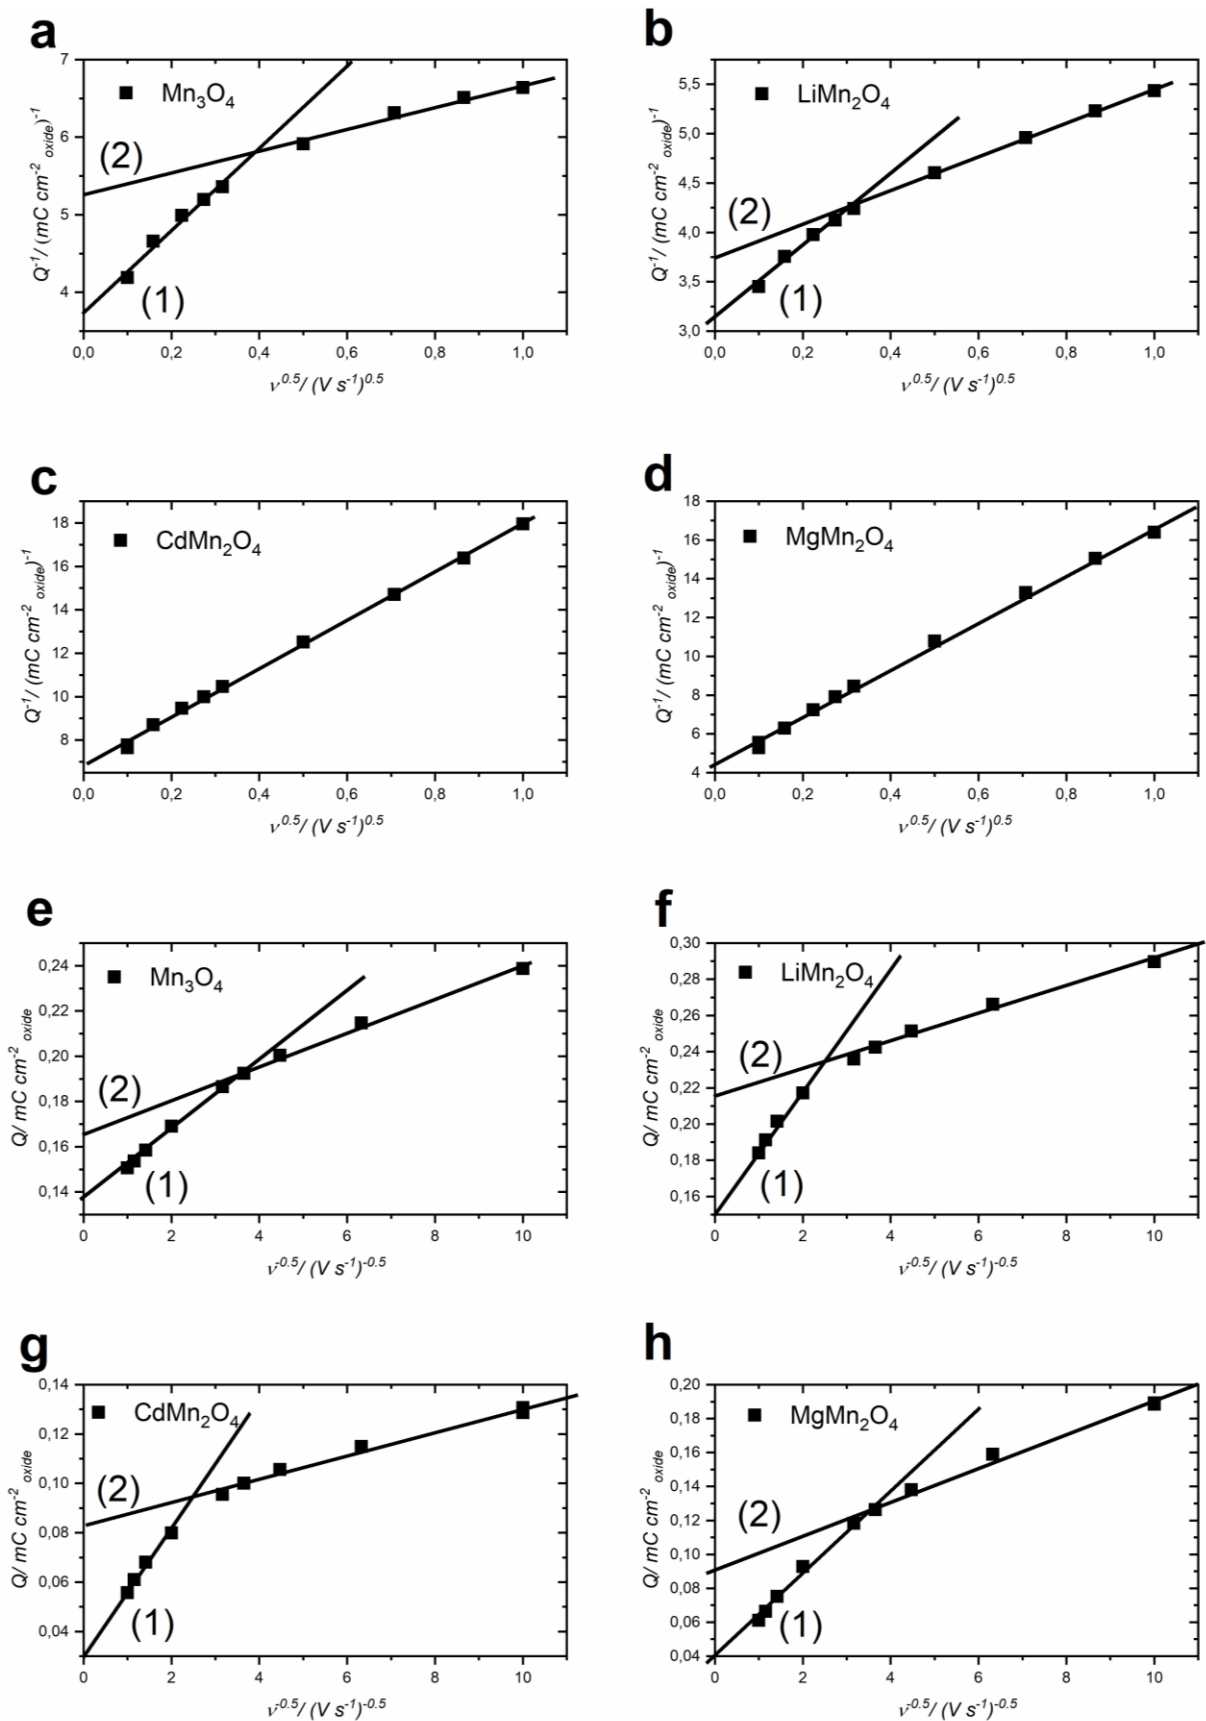 a
b
7
6
5
4
Mn3O4
(2)
(1)
Q-1/ (mC cm-2 oxide)-1
0,0 0,2 0,4 0,6 0,8 1,0
ν0.5/ (V s-1)0.5
5,5
5,0
4,5
4,0
3,5
3,0
LiMn2O4
(2)
(1)
Q-1/ (mC cm-2 oxide)-1
0,0 0,2 0,4 0,6 0,8 1,0
ν0.5/ (V s-1)0.5
c
d
18
16
14
12
10
8
CdMn2O4
Q-1/ (mC cm-2 oxide)-1
0,0 0,2 0,4 0,6 0,8 1,0
ν0.5/ (V s-1)0.5
18
16
14
12
10
8
6
4
MgMn2O4
Q-1/ (mC cm-2 oxide)-1
0,0 0,2 0,4 0,6 0,8 1,0
ν0.5/ (V s-1)0.5
e
f
0,24
0,22
0,20
0,18
0,16
0,14
Mn3O4
(2)
(1)
Q/ mC cm-2 oxide
0 2 4 6 8 10
ν-0.5/ (V s-1)-0.5
0,30
0,28
0,26
0,24
0,22
0,20
0,18
0,16
LiMn2O4
(2)
(1)
Q/ mC cm-2 oxide
0 2 4 6 8 10
ν-0.5/ (V s-1)-0.5
g
h
0,14
0,12
0,10
0,08
0,06
0,04
CdMn2O4
(2)
(1)
Q/ mC cm-2 oxide
0 2 4 6 8 10
ν-0.5/ (V s-1)-0.5
0,20
0,18
0,16
0,14
0,12
0,10
0,08
0,06
0,04
MgMn2O4
(2)
(1)
Q/ mC cm-2 oxide
0 2 4 6 8 10
ν-0.5/ (V s-1)-0.5